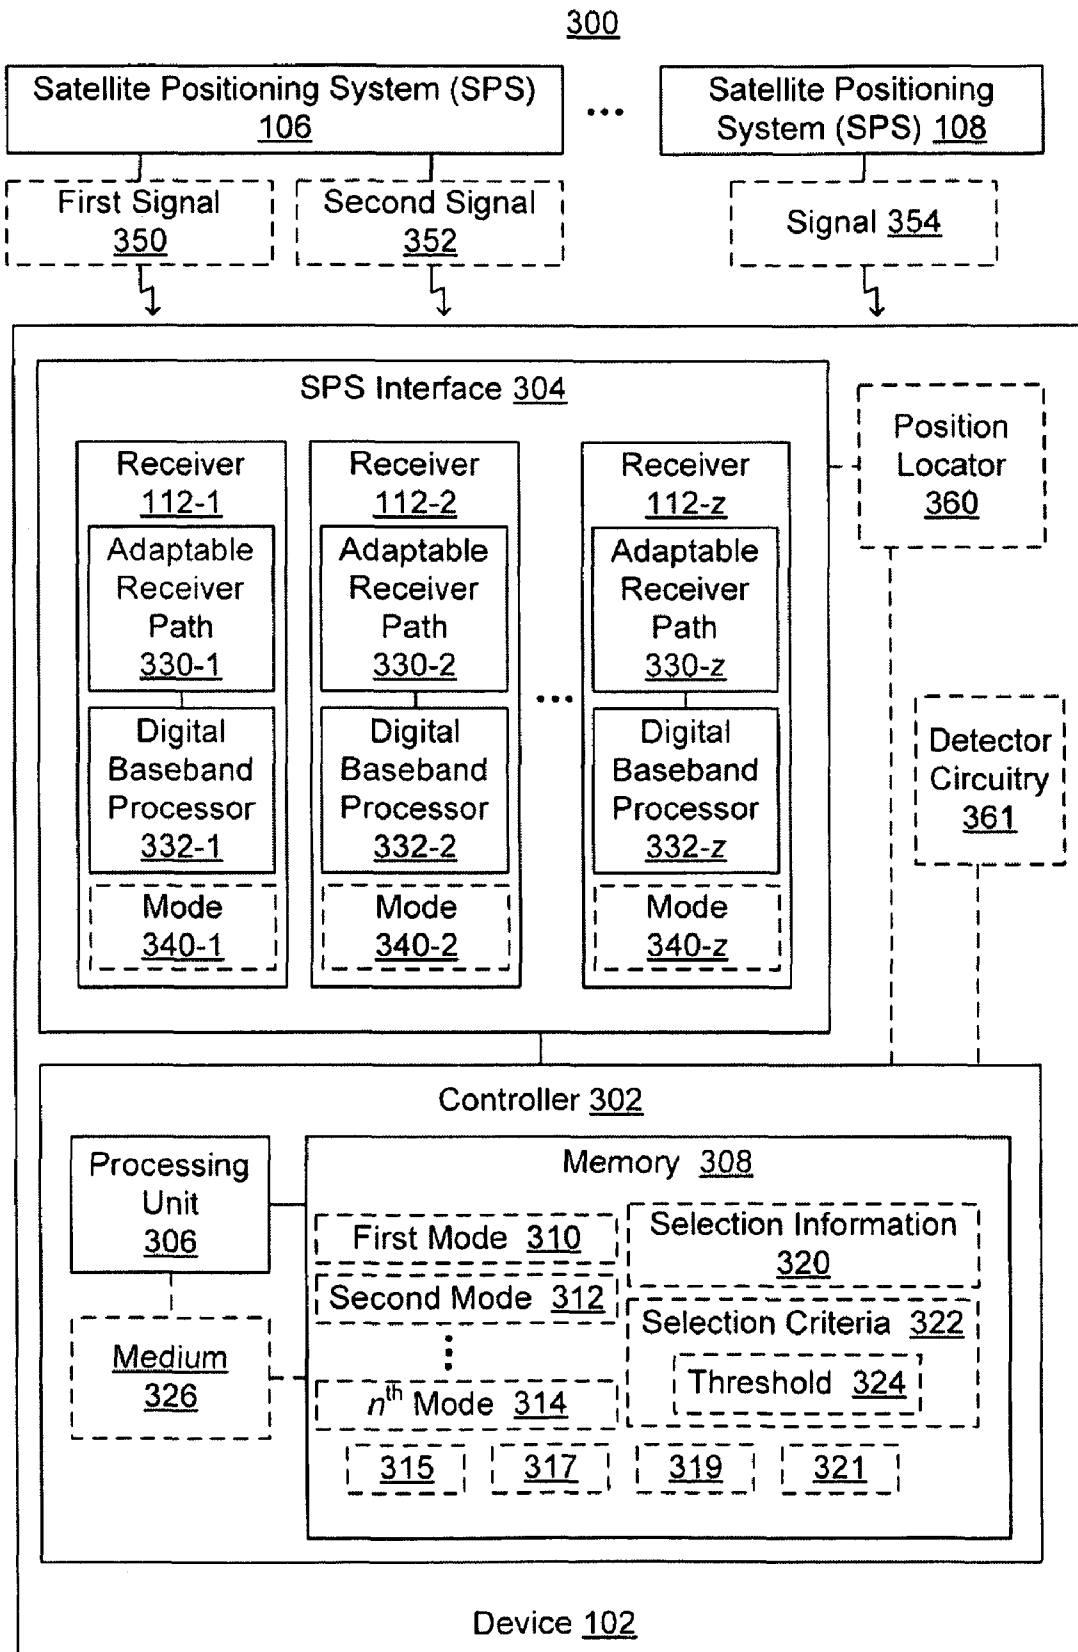 300
Satellite Positioning System (SPS)
106
...
Satellite Positioning
System (SPS) 108
First Signal
350
Second Signal
352
Signal 354
SPS Interface 304
Receiver
112-1
Adaptable
Receiver
Path
330-1
Digital
Baseband
Processor
332-1
Mode
340-1
Receiver
112-2
Adaptable
Receiver
Path
330-2
Digital
Baseband
Processor
332-2
Mode
340-2
...
Receiver
112-z
Adaptable
Receiver
Path
330-z
Digital
Baseband
Processor
332-z
Mode
340-z
Position
Locator
360
Detector
Circuitry
361
Controller 302
Processing
Unit
306
Medium
326
Memory 308
First Mode 310
Second Mode 312
nth Mode 314
Selection Information
320
Selection Criteria 322
Threshold 324
315
317
319
321
Device 102